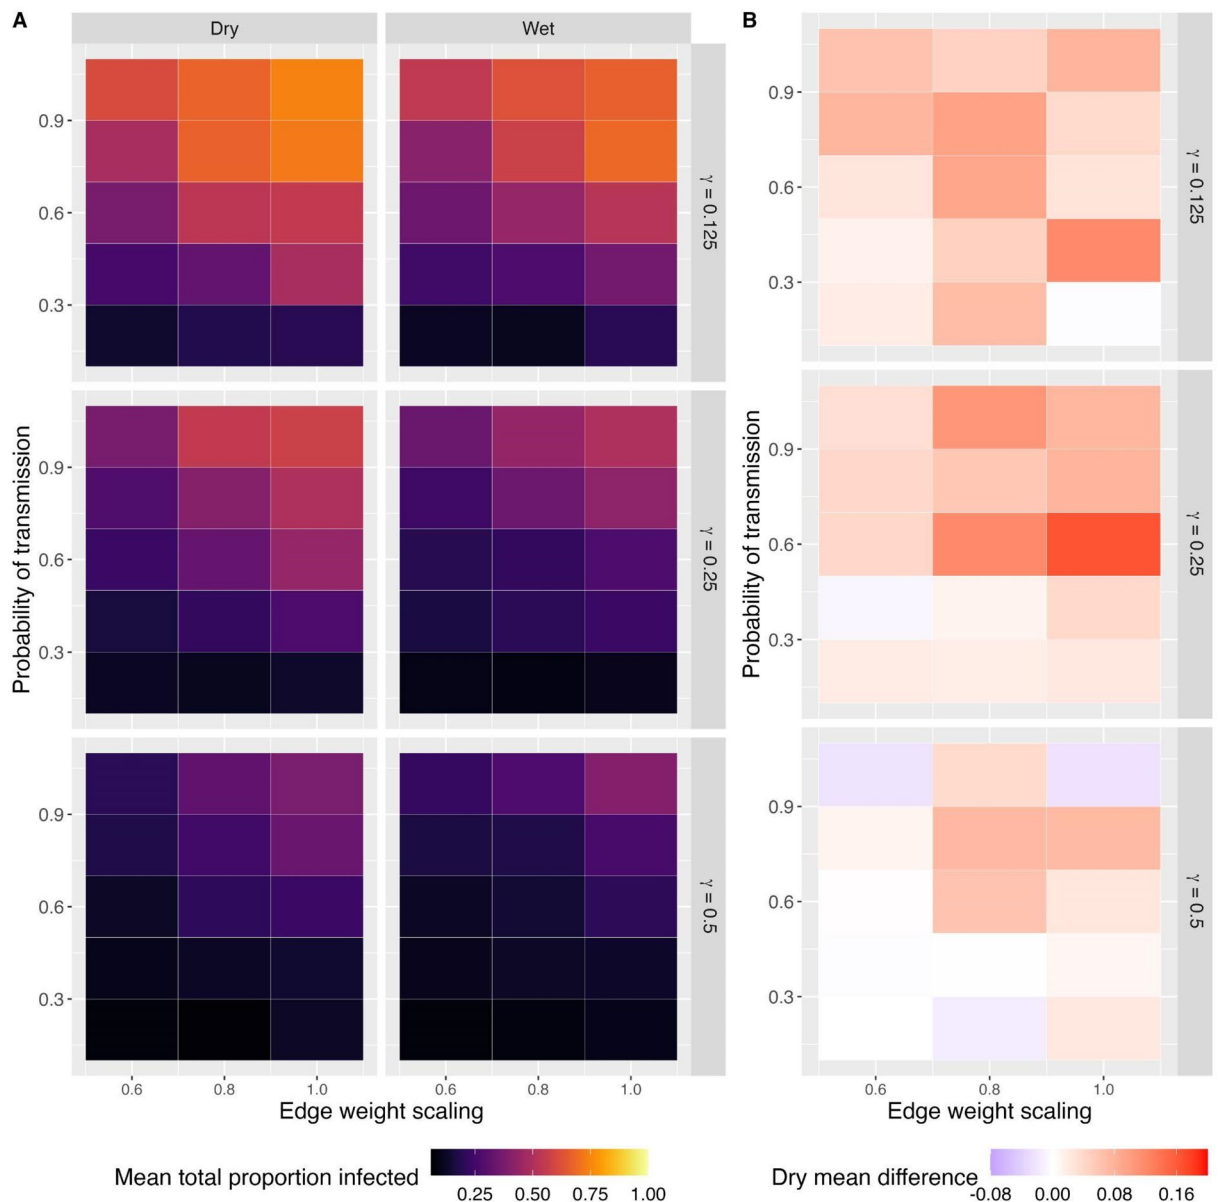 A
Dry
Wet
0.9
0.6
0.3
γ = 0.125
0.9
0.6
0.3
γ = 0.25
0.9
0.6
0.3
γ = 0.5
Probability of transmission
0.6 0.8 1.0
0.6 0.8 1.0
Edge weight scaling
Mean total proportion infected
0.25 0.50 0.75 1.00
B
0.9
0.6
0.3
γ = 0.125
0.9
0.6
0.3
γ = 0.25
0.9
0.6
0.3
γ = 0.5
Probability of transmission
0.6 0.8 1.0
Edge weight scaling
Dry mean difference
-0.08 0.00 0.08 0.16